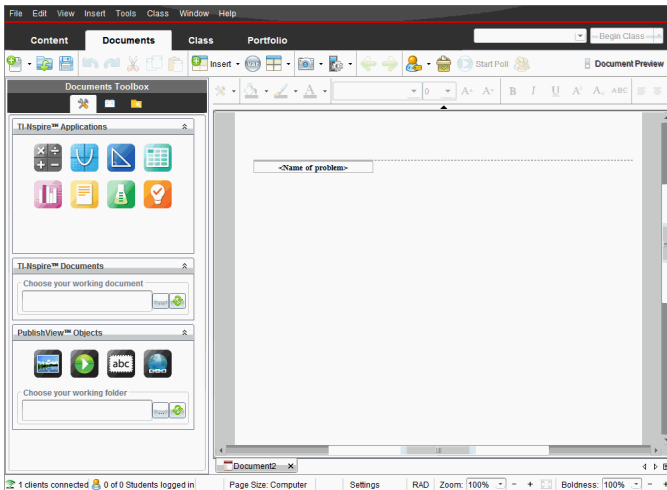 File Edit View Insert Tools Class Window Help
Content Documents Class Portfolio
-- Begin Class --
Insert Start Poll Document Preview
Documents Toolbox
0 A+ A- B I U ABC
TI-Nspire™ Applications
<Name of problem>
TI-Nspire™ Documents
Choose your working document
PublishView™ Objects
abc
Choose your working folder
Document2 ×
1 clients connected 0 of 0 Students logged in Page Size: Computer Settings RAD Zoom: 100% - + Boldness: 100% - +